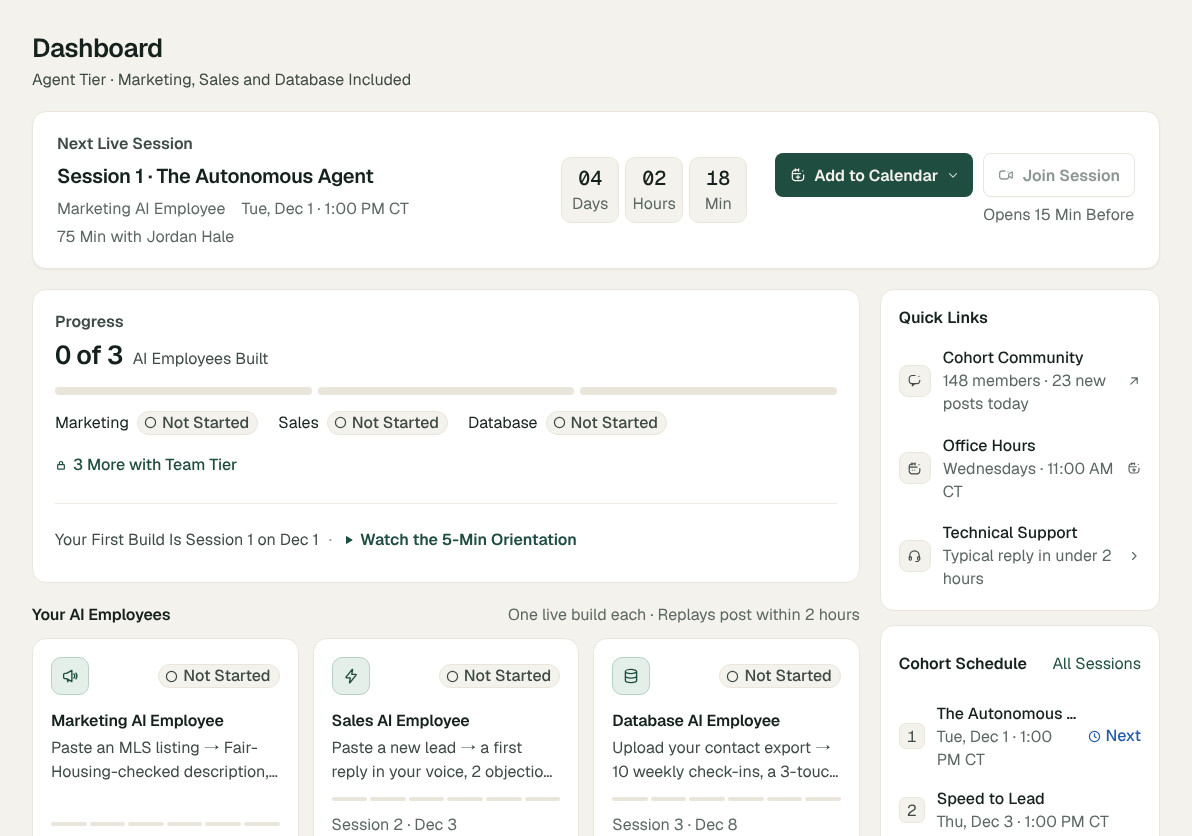 Dashboard
Agent Tier · Marketing, Sales and Database Included
Next Live Session
Session 1 · The Autonomous Agent
Marketing AI Employee Tue, Dec 1 · 1:00 PM CT
75 Min with Jordan Hale
04 02 18
Days Hours Min
Add to Calendar
Join Session
Opens 15 Min Before
Progress
0 of 3 AI Employees Built
Marketing Not Started Sales Not Started Database Not Started
3 More with Team Tier
Your First Build Is Session 1 on Dec 1 · Watch the 5-Min Orientation
Quick Links
Cohort Community
148 members · 23 new
posts today
Office Hours
Wednesdays · 11:00 AM
CT
Technical Support
Typical reply in under 2
hours
Your AI Employees
One live build each · Replays post within 2 hours
Not Started
Marketing AI Employee
Paste an MLS listing → Fair-
Housing-checked description,...
Not Started
Sales AI Employee
Paste a new lead → a first
reply in your voice, 2 objectio...
Session 2 · Dec 3
Not Started
Database AI Employee
Upload your contact export →
10 weekly check-ins, a 3-touc...
Session 3 · Dec 8
Cohort Schedule All Sessions
1
The Autonomous ...
Tue, Dec 1 · 1:00
PM CT
Next
2
Speed to Lead
Thu, Dec 3 · 1:00 PM CT